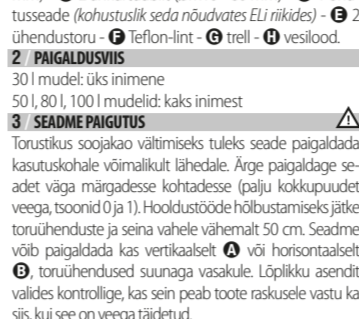 tusseade (kohustuslik seda nõudvates ELi riikides) - E 2
ühendustoru - F Teflon-lint - G trell - H vesilood.
2 / PAIGALDUSVIIS
30 l mudel: üks inimene
50 l, 80 l, 100 l mudelid: kaks inimest
3 / SEADME PAIGUTUS
Torustikus soojakao vältimiseks tuleks seade paigaldada
kasutuskohale võimalikult lähedale. Ärge paigaldage se-
adet väga märgadesse kohtadesse (palju kokkupuudet
veega, tsoonid 0 ja 1). Hooldustööde hõlbustamiseks jätke
toruühenduste ja seina vahele vähemalt 50 cm. Seadme
võib paigaldada kas vertikaalselt A või horisontaalselt
B, toruühendused suunaga vasakule. Lõplikku asendit
valides kontrollige, kas sein peab toote raskusele vastu ka
siis, kui see on veega täidetud.